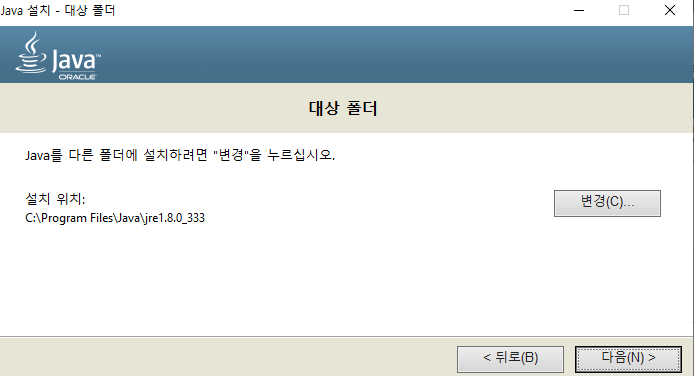 Java 설치 - 대상 폴더
Java™
ORACLE
대상 폴더
Java를 다른 폴더에 설치하려면 "변경"을 누르십시오.
설치 위치:
C:\Program Files\Java\jre1.8.0_333
변경(C)...
< 뒤로(B)
다음(N) >